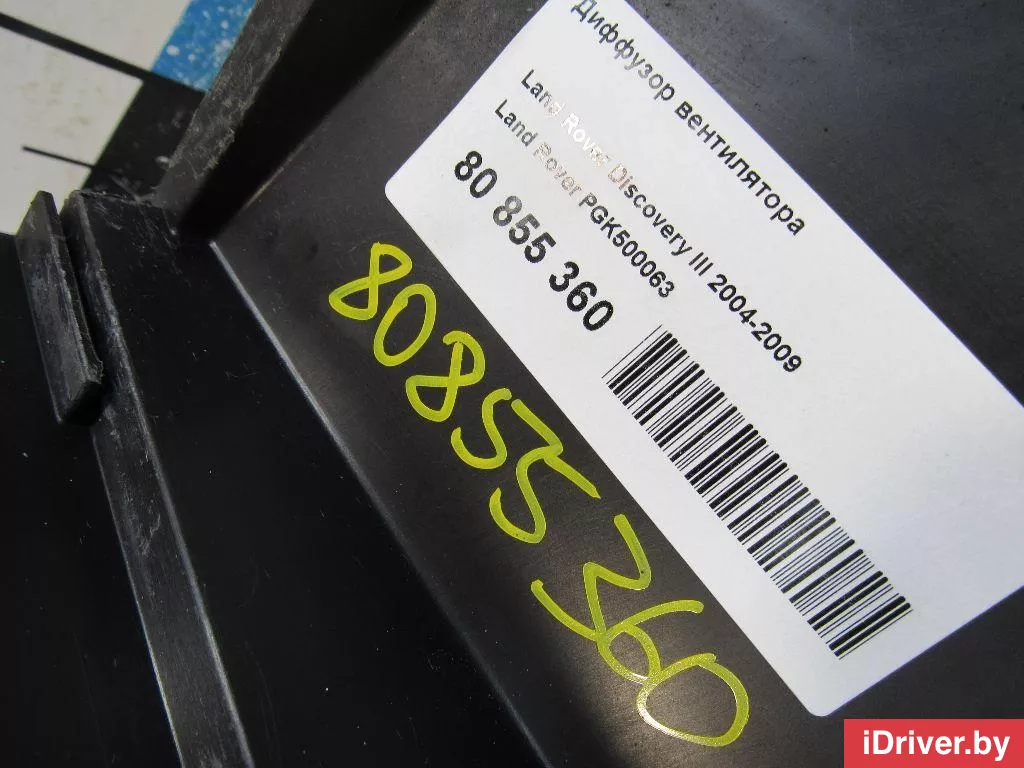 Диффузор вентилятора
Land Rover Discovery III 2004-2009
Land Rover PGK500063
80 855 360
80855360
iDriver.by